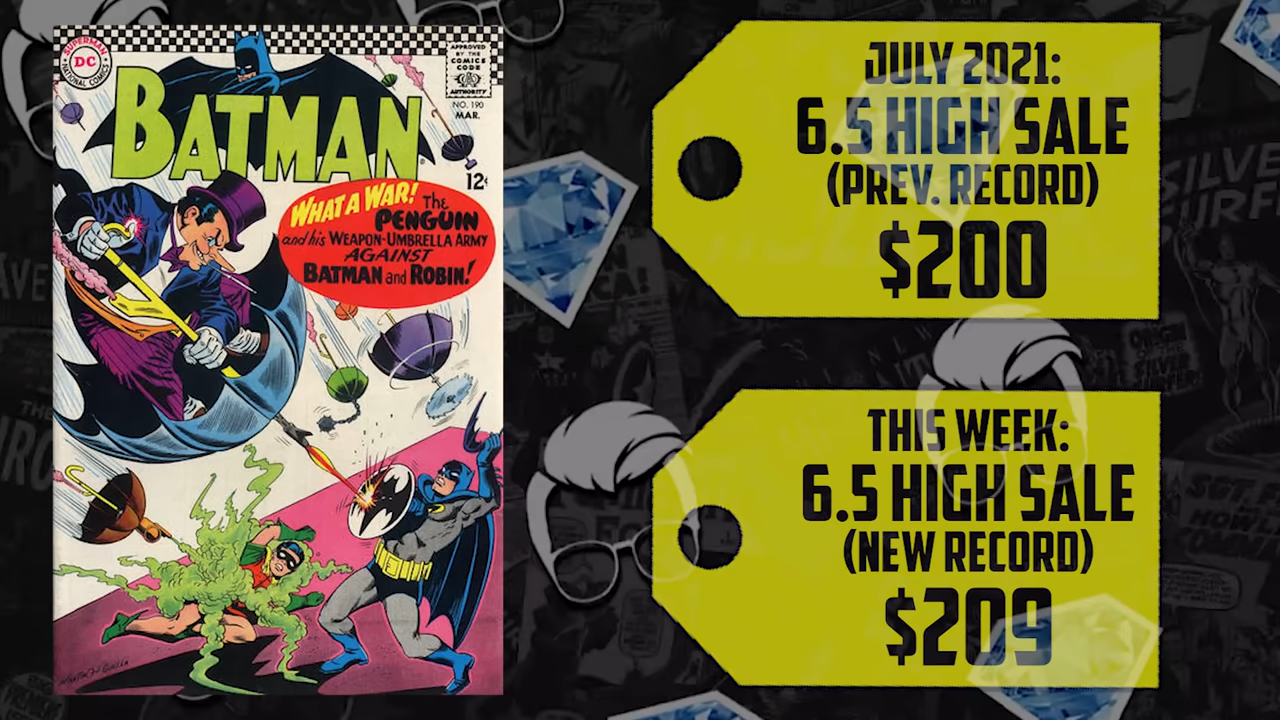 SUPERMAN
DC
NATIONAL COMICS
APPROVED
BY THE
COMICS
CODE
AUTHORITY
NO. 190
MAR.
BATMAN
12¢
WHAT A WAR! The
PENGUIN
and his WEAPON-UMBRELLA ARMY
AGAINST
BATMAN and ROBIN!
JULY 2021:
6.5 HIGH SALE
(PREV. RECORD)
$200
THIS WEEK:
6.5 HIGH SALE
(NEW RECORD)
$209